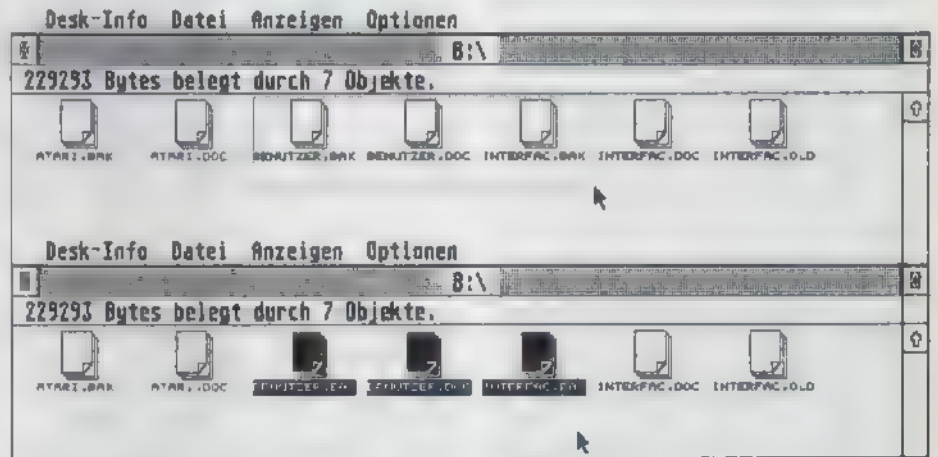 Desk-Info Datei Anzeigen Optionen
B:\
229293 Bytes belegt durch 7 Objekte.
ATARI.BAK ATARI.DOC BENUTZER.BAK BENUTZER.DOC INTERFAC.BAK INTERFAC.DOC INTERFAC.OLD
Desk-Info Datei Anzeigen Optionen
B:\
229293 Bytes belegt durch 7 Objekte.
ATARI.BAK INTERFAC.DOC INTERFAC.OLD